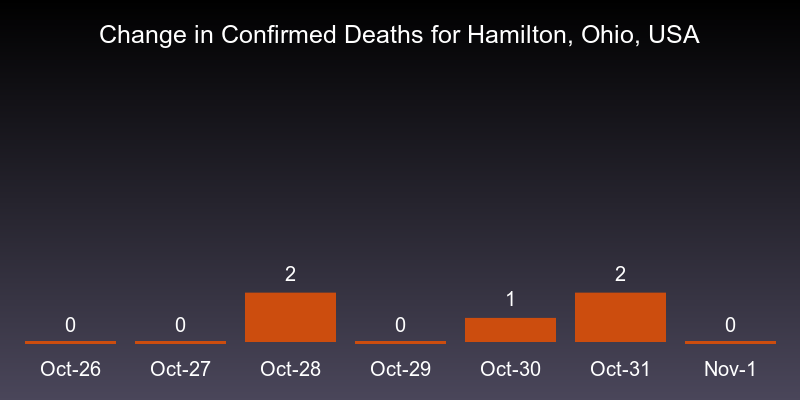 Change in Confirmed Deaths for Hamilton, Ohio, USA
0 0 2 0 1 2 0
Oct-26 Oct-27 Oct-28 Oct-29 Oct-30 Oct-31 Nov-1